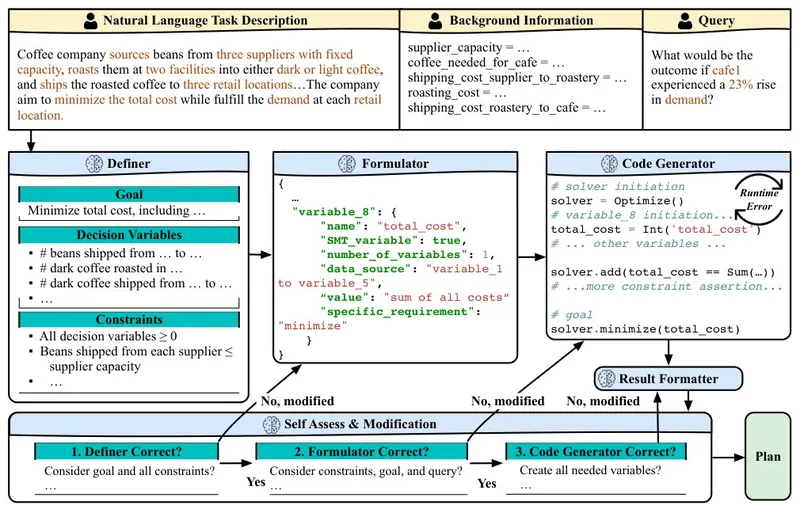 Natural Language Task Description
Coffee company sources beans from three suppliers with fixed
capacity, roasts them at two facilities into either dark or light coffee,
and ships the roasted coffee to three retail locations…The company
aim to minimize the total cost while fulfill the demand at each retail
location.
Background Information
supplier_capacity = …
coffee_needed_for_cafe = …
shipping_cost_supplier_to_roastery = …
roasting_cost = …
shipping_cost_roastery_to_cafe = …
Query
What would be the
outcome if cafe1
experienced a 23% rise
in demand?
Definer
Goal
Minimize total cost, including …
Decision Variables
▪ # beans shipped from … to …
▪ # dark coffee roasted in …
▪ # dark coffee shipped from … to …
▪ …
Constraints
▪ All decision variables ≥ 0
▪ Beans shipped from each supplier ≤
supplier capacity
▪ …
Formulator
{
…
"variable_8": {
"name": "total_cost",
"SMT_variable": true,
"number_of_variables": 1,
"data_source": "variable_1
to variable_5",
“value": "sum of all costs”
"specific_requirement":
"minimize"
}
}
Code Generator
# solver initiation
solver = Optimize()
# variable_8 initiation...
total_cost = Int('total_cost')
# ... other variables ...
solver.add(total_cost == Sum(…))
# ...more constraint assertion...
# goal
solver.minimize(total_cost)
Runtime
Error
Result Formatter
No, modified
No, modified
No, modified
Self Assess & Modification
1. Definer Correct?
Consider goal and all constraints?
…
Yes
2. Formulator Correct?
Consider constraints, goal, and query?
…
Yes
3. Code Generator Correct?
Create all needed variables?
…
Plan